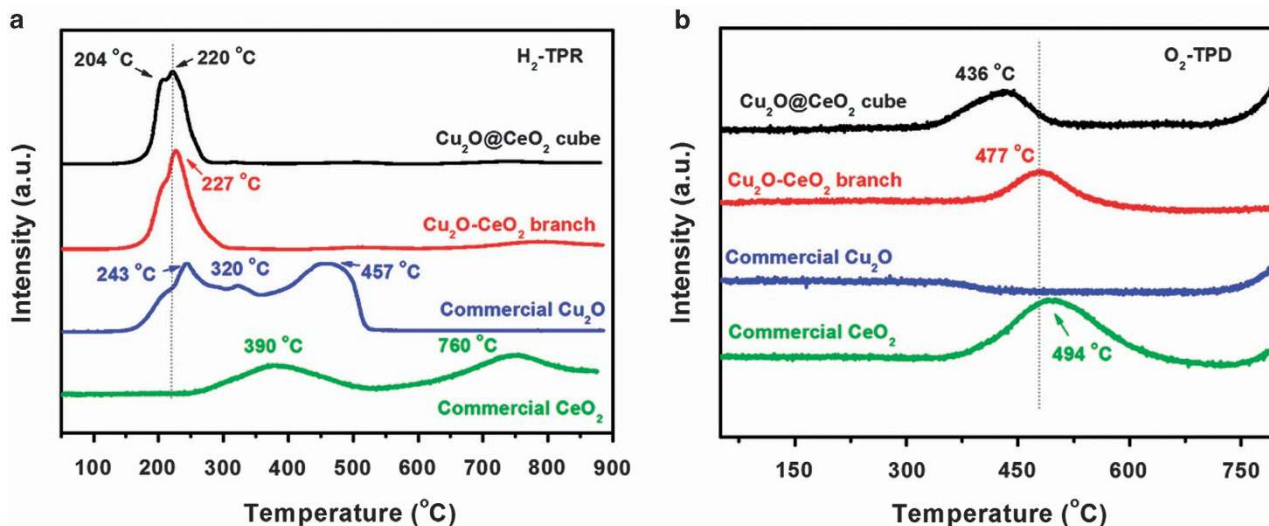 a
H₂-TPR
204 °C
220 °C
Cu₂O@CeO₂ cube
227 °C
Cu₂O-CeO₂ branch
243 °C
320 °C
457 °C
Commercial Cu₂O
390 °C
760 °C
Commercial CeO₂
Intensity (a.u.)
100 200 300 400 500 600 700 800 900
Temperature (°C)
b
O₂-TPD
436 °C
Cu₂O@CeO₂ cube
477 °C
Cu₂O-CeO₂ branch
Commercial Cu₂O
Commercial CeO₂
494 °C
Intensity (a.u.)
150 300 450 600 750
Temperature (°C)